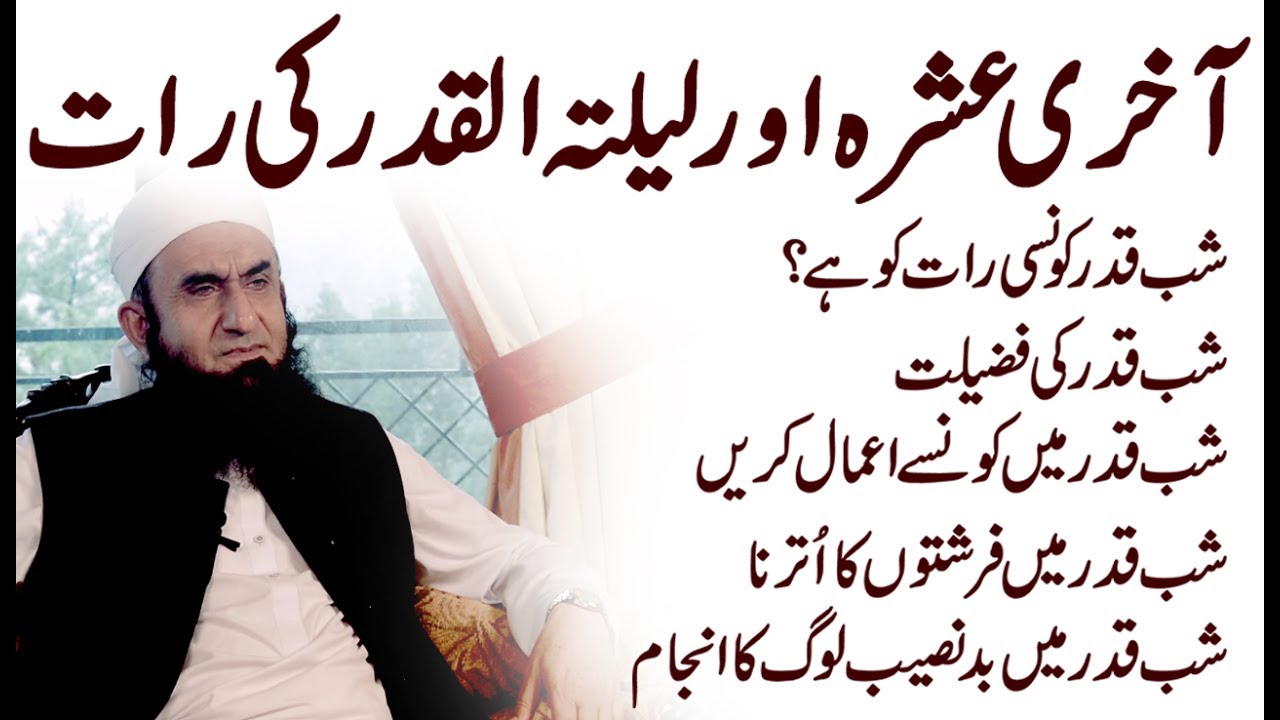 آخری عشرہ اور لیلتہ القدر کی رات
شب قدر کونسی رات کو ہے؟
شب قدر کی فضیلت
شب قدر میں کونسے اعمال کریں
شب قدر میں فرشتوں کا اُترنا
شب قدر میں بدنصیب لوگ کا انجام